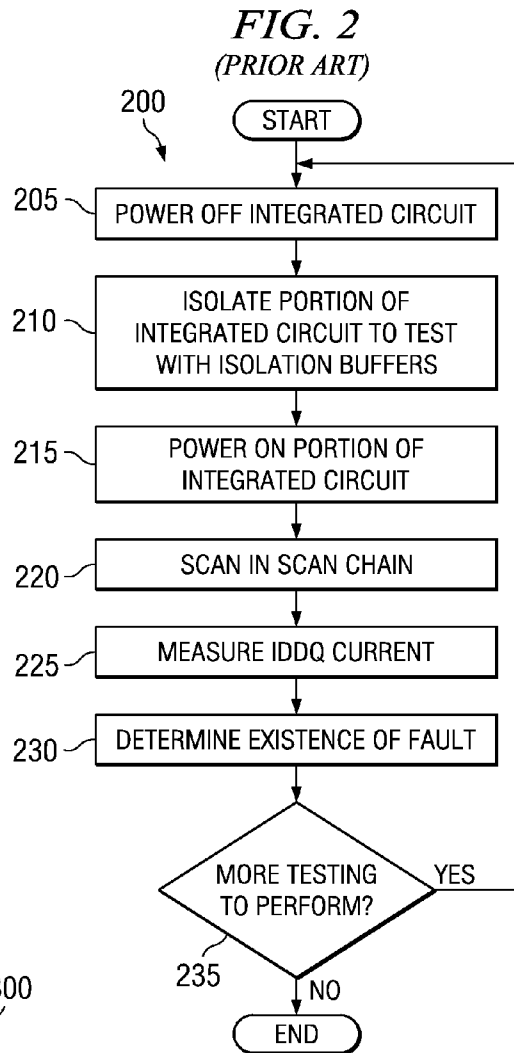 FIG. 2
(PRIOR ART)
200
START
205
POWER OFF INTEGRATED CIRCUIT
210
ISOLATE PORTION OF
INTEGRATED CIRCUIT TO TEST
WITH ISOLATION BUFFERS
215
POWER ON PORTION OF
INTEGRATED CIRCUIT
220
SCAN IN SCAN CHAIN
225
MEASURE IDDQ CURRENT
230
DETERMINE EXISTENCE OF FAULT
MORE TESTING
TO PERFORM?
YES
235
NO
END